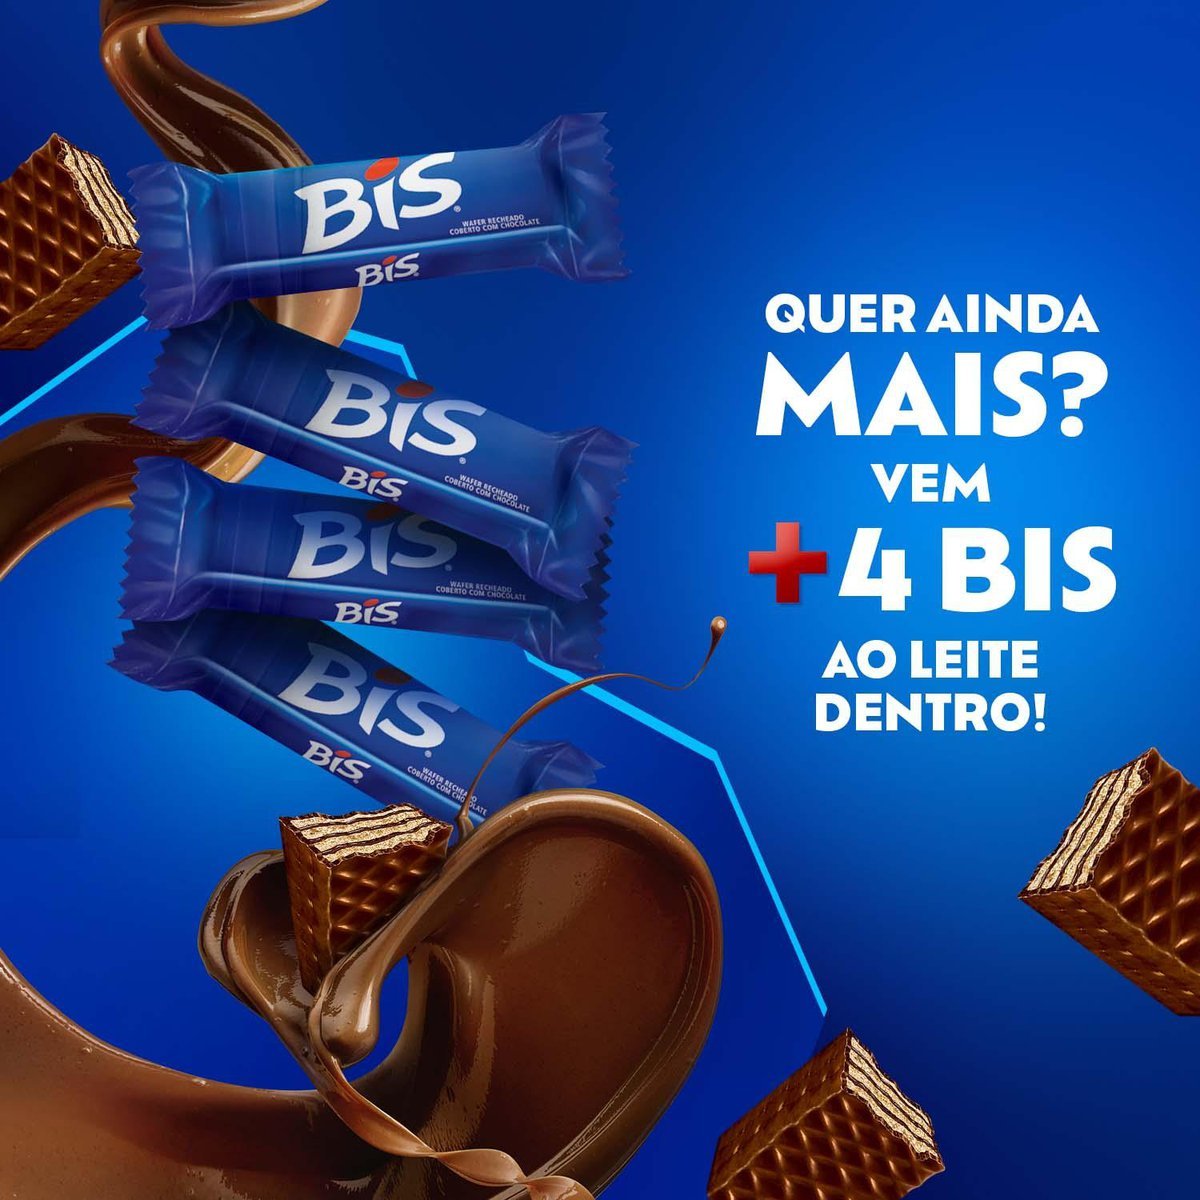 BiS
WAFER RECHEADO
COBERTO COM CHOCOLATE
BiS
BiS
WAFER RECHEADO
COBERTO COM CHOCOLATE
BiS
BiS
WAFER RECHEADO
COBERTO COM CHOCOLATE
BiS
BiS
WAFER RECHEADO
COBERTO COM CHOCOLATE
BiS
QUER AINDA
MAIS?
VEM
+4 BIS
AO LEITE
DENTRO!